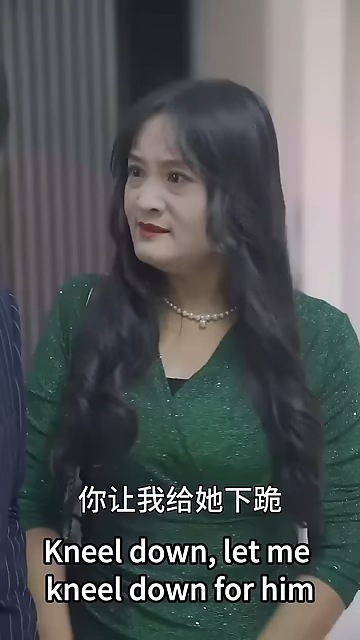 你让我给她下跪
Kneel down, let me
kneel down for him